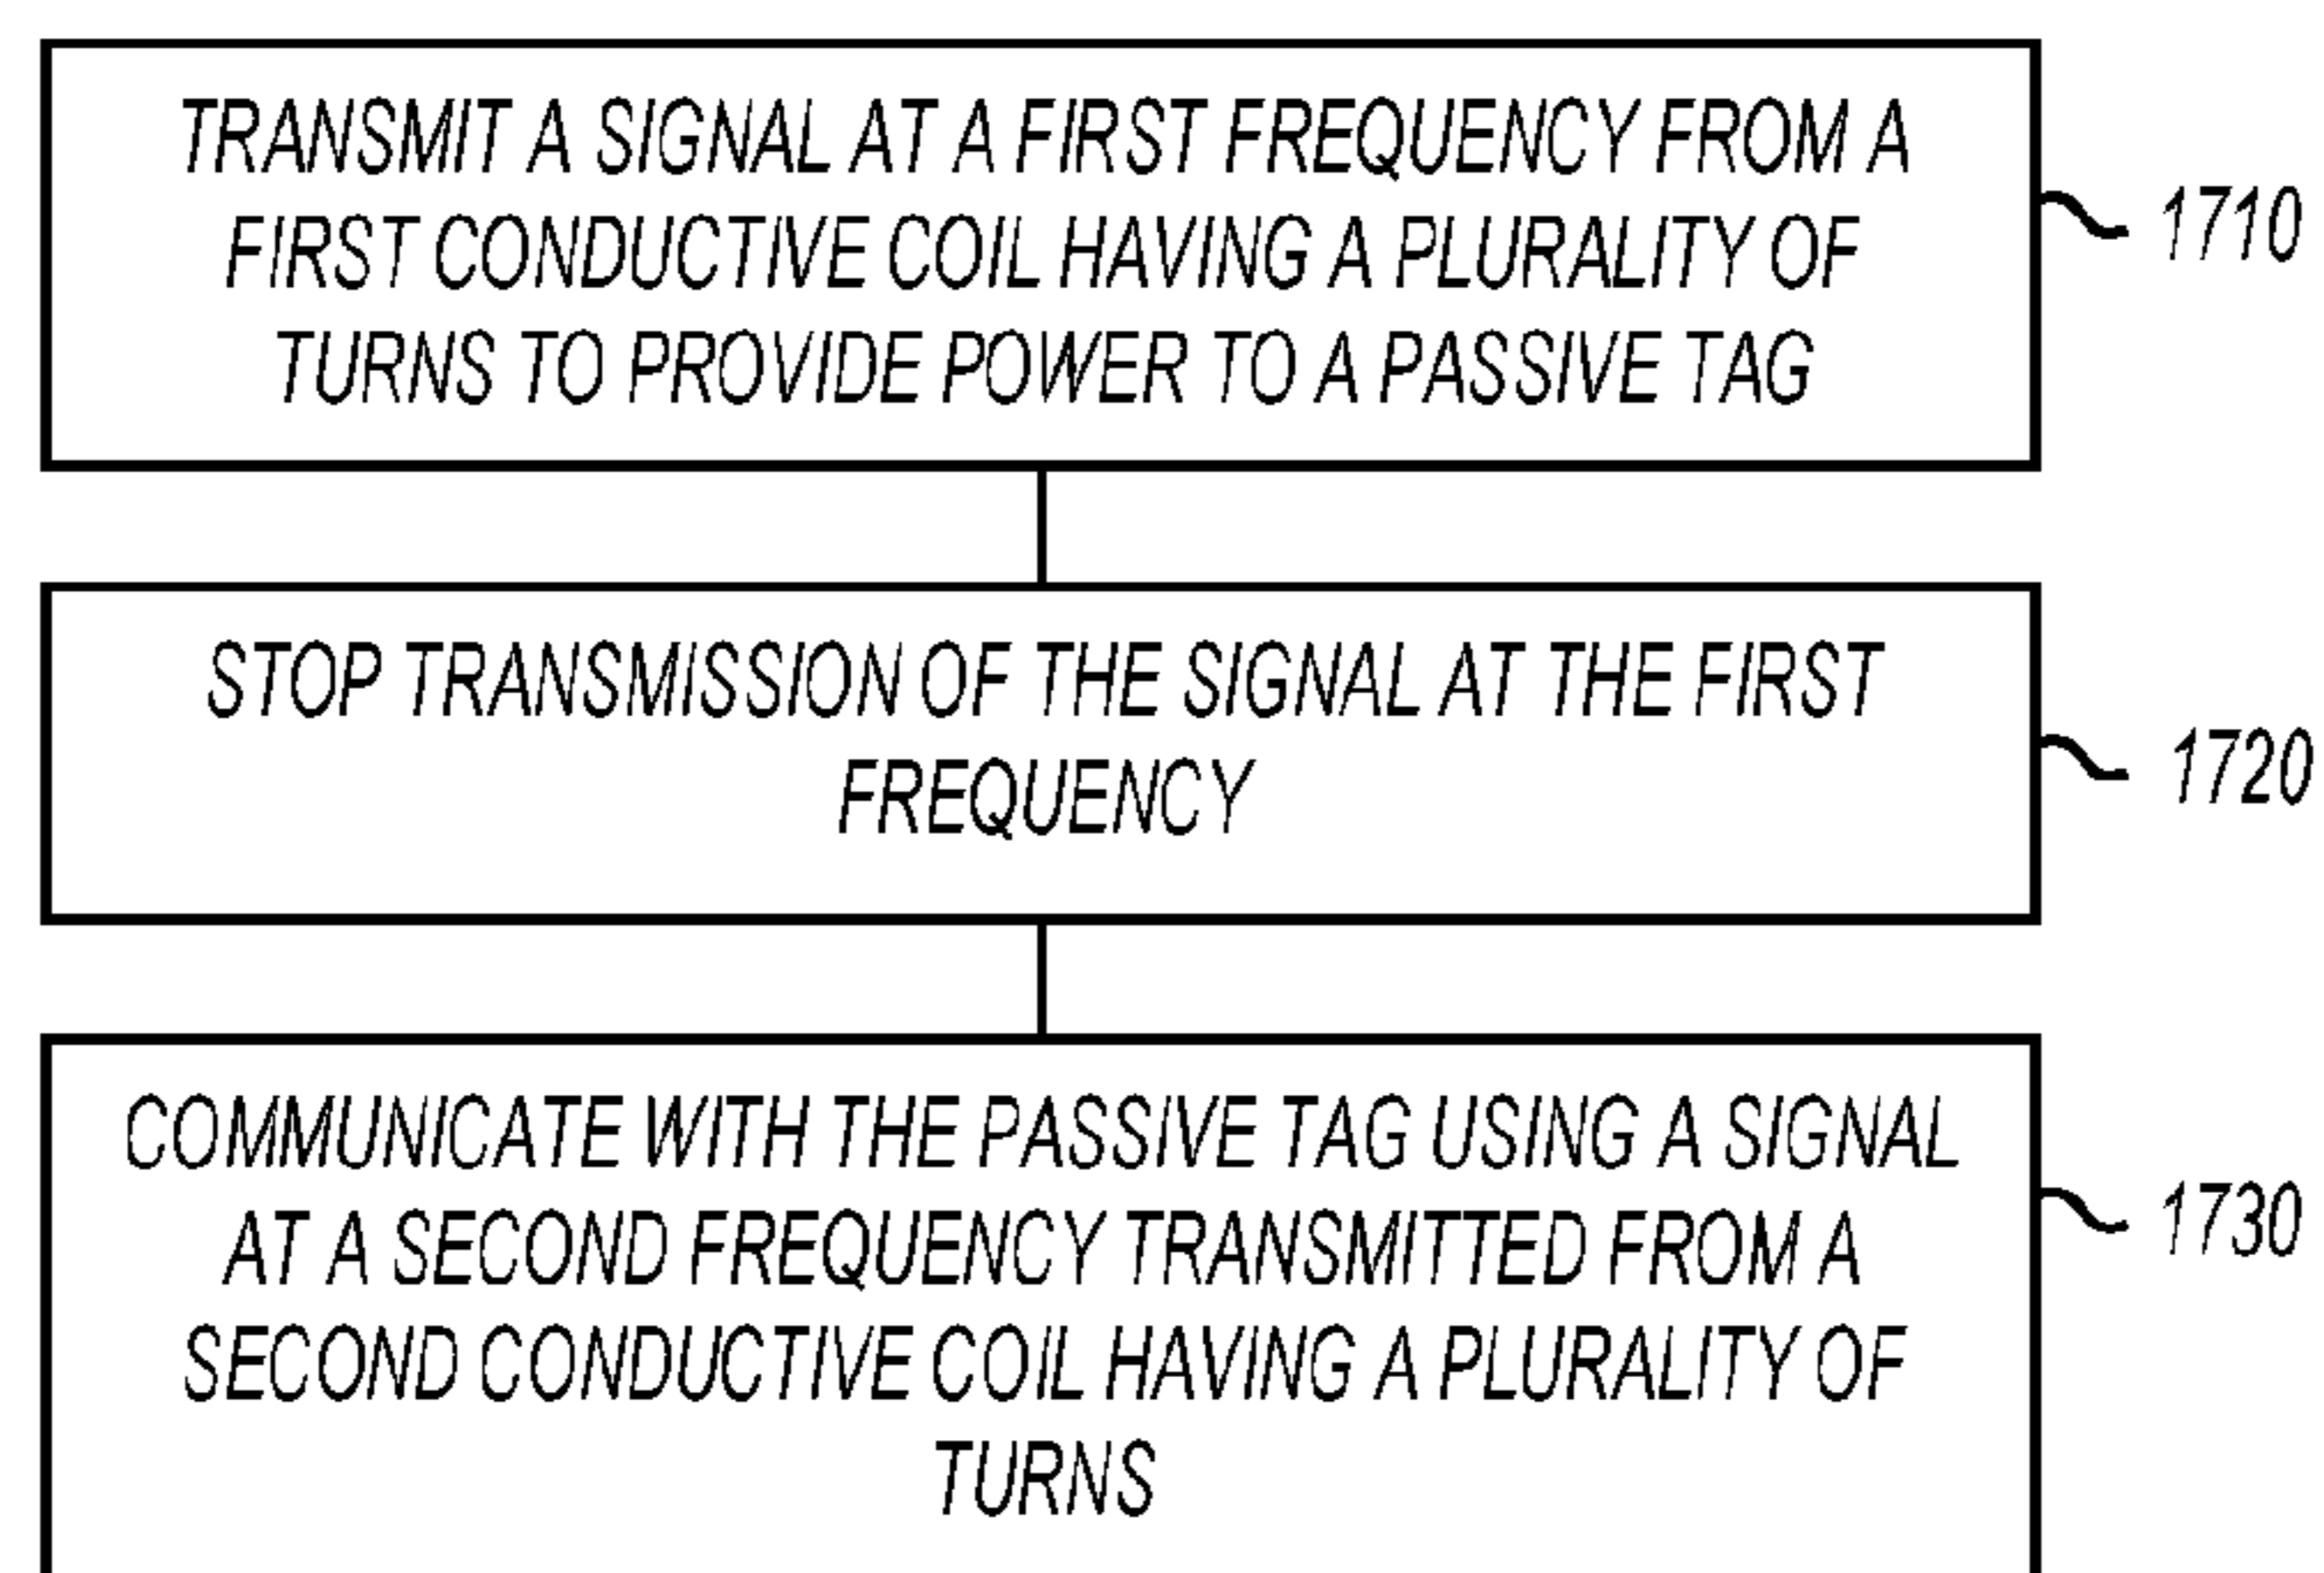 TRANSMIT A SIGNAL AT A FIRST FREQUENCY FROM A
FIRST CONDUCTIVE COIL HAVING A PLURALITY OF
TURNS TO PROVIDE POWER TO A PASSIVE TAG
1710
STOP TRANSMISSION OF THE SIGNAL AT THE FIRST
FREQUENCY
1720
COMMUNICATE WITH THE PASSIVE TAG USING A SIGNAL
AT A SECOND FREQUENCY TRANSMITTED FROM A
SECOND CONDUCTIVE COIL HAVING A PLURALITY OF
TURNS
1730